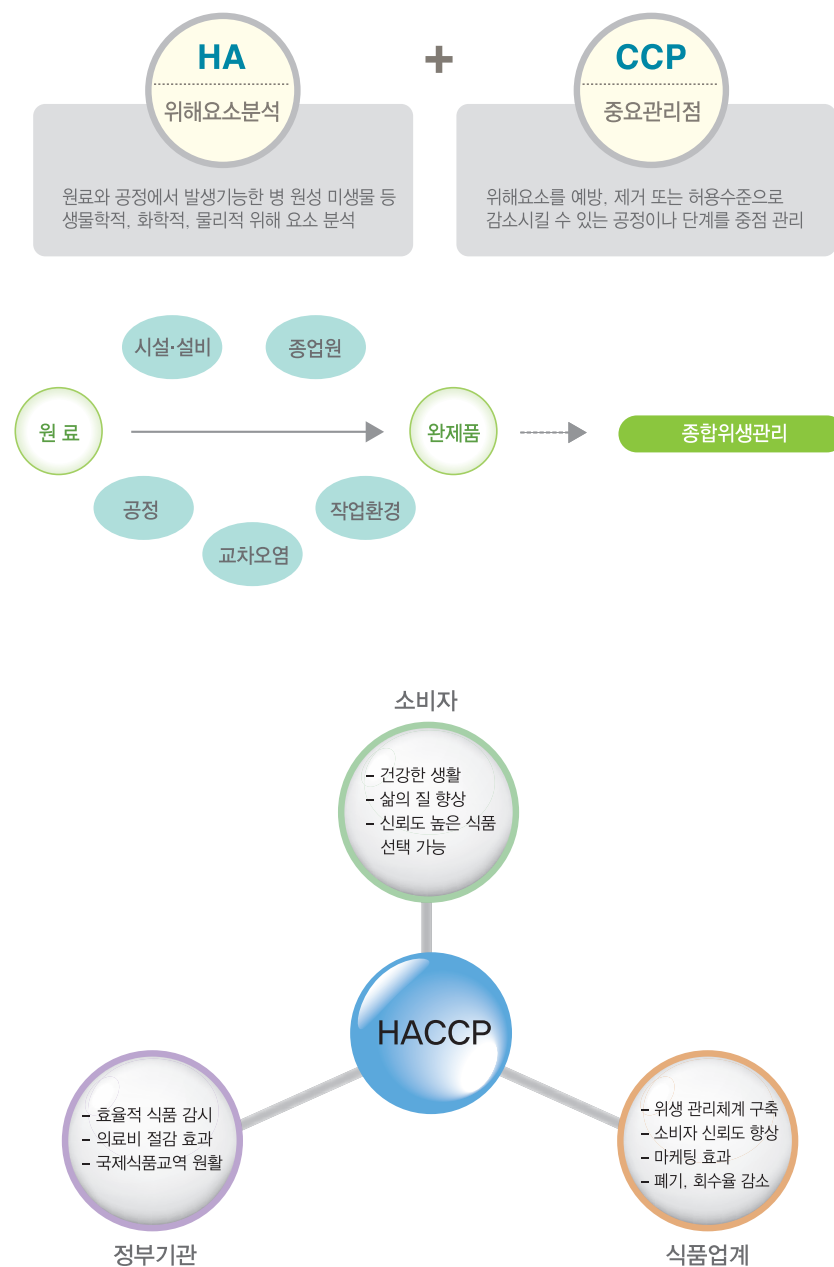 HA
위해요소분석
원료와 공정에서 발생기능한 병 원성 미생물 등
생물학적, 화학적, 물리적 위해 요소 분석
+
CCP
중요관리점
위해요소를 예방, 제거 또는 허용수준으로
감소시킬 수 있는 공정이나 단계를 중점 관리
시설·설비
종업원
원 료
완제품
종합위생관리
공정
작업환경
교차오염
소비자
– 건강한 생활
– 삶의 질 향상
– 신뢰도 높은 식품
선택 가능
HACCP
– 효율적 식품 감시
– 의료비 절감 효과
– 국제식품교역 원활
정부기관
– 위생 관리체계 구축
– 소비자 신뢰도 향상
– 마케팅 효과
– 폐기, 회수율 감소
식품업계